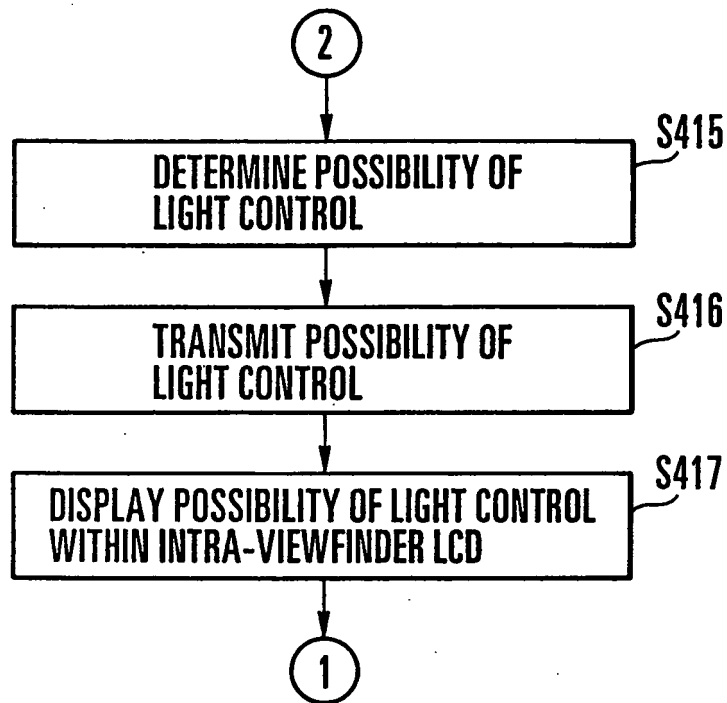 2
S415
DETERMINE POSSIBILITY OF
LIGHT CONTROL
S416
TRANSMIT POSSIBILITY OF
LIGHT CONTROL
S417
DISPLAY POSSIBILITY OF LIGHT CONTROL
WITHIN INTRA-VIEWFINDER LCD
1